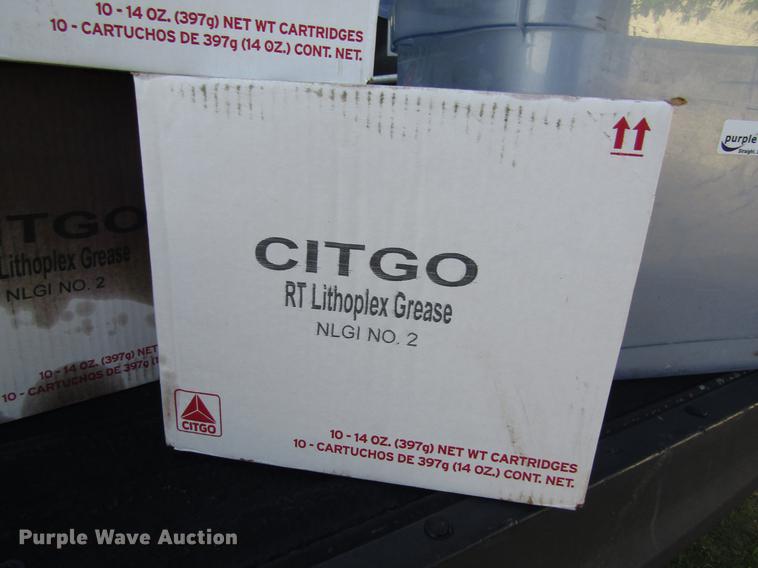 10 - 14 OZ. (397g) NET WT CARTRIDGES
10 - CARTUCHOS DE 397g (14 OZ.) CONT. NET.
purple
Straight.
TGO
Lithoplex Grease
NLGI NO. 2
10 - 14 OZ. (397g) NET
10 - CARTUCHOS DE 397g
CITGO
RT Lithoplex Grease
NLGI NO. 2
CITGO
10 - 14 OZ. (397g) NET WT CARTRIDGES
10 - CARTUCHOS DE 397g (14 OZ.) CONT. NET.
Purple Wave Auction